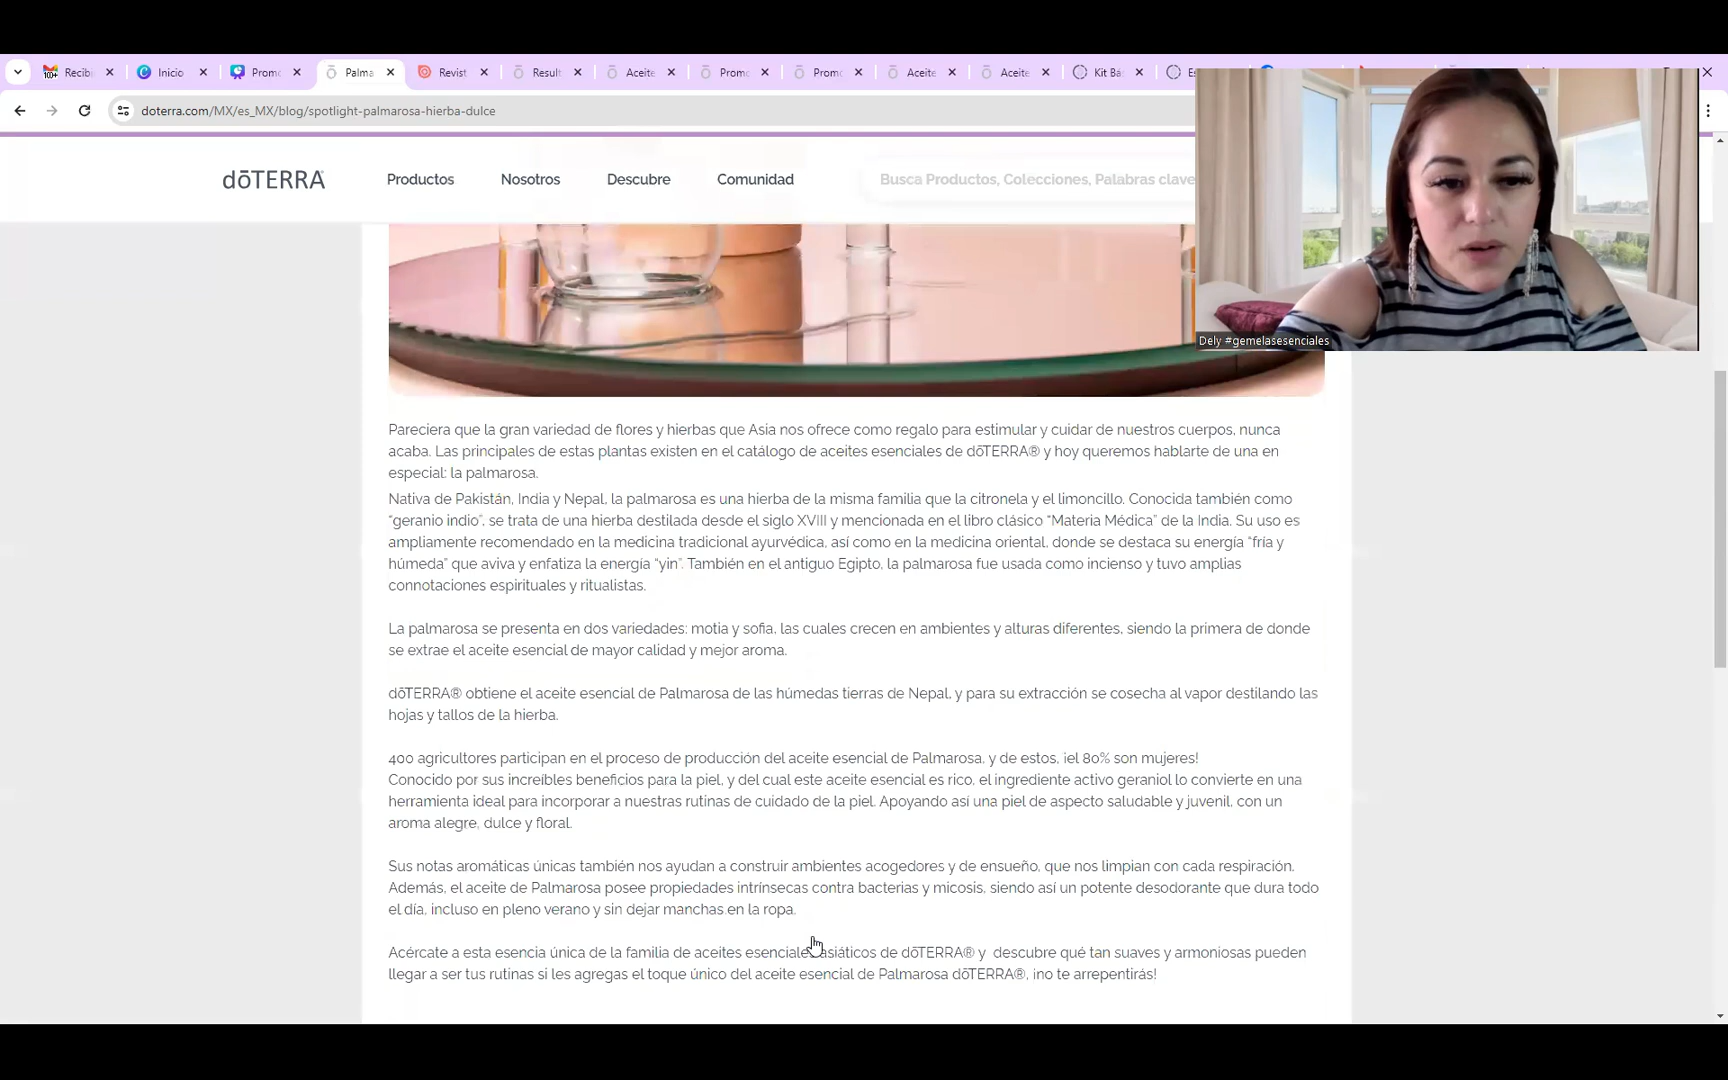 Recibi
Inicio
Promo
Palma
Revist
Result
Aceite
Promo
Promo
Aceite
Aceite
Kit Bá
Es
doterra.com/MX/es_MX/blog/spotlight-palmarosa-hierba-dulce
dōTERRA
Productos
Nosotros
Descubre
Comunidad
Busca Productos, Colecciones, Palabras clave
Dely #gemelasesenciales
Pareciera que la gran variedad de flores y hierbas que Asia nos ofrece como regalo para estimular y cuidar de nuestros cuerpos, nunca
acaba. Las principales de estas plantas existen en el catálogo de aceites esenciales de dōTERRA® y hoy queremos hablarte de una en
especial: la palmarosa.
Nativa de Pakistán, India y Nepal, la palmarosa es una hierba de la misma familia que la citronela y el limoncillo. Conocida también como
“geranio indio”, se trata de una hierba destilada desde el siglo XVIII y mencionada en el libro clásico “Materia Médica” de la India. Su uso es
ampliamente recomendado en la medicina tradicional ayurvédica, así como en la medicina oriental, donde se destaca su energía “fría y
húmeda” que aviva y enfatiza la energía “yin”. También en el antiguo Egipto, la palmarosa fue usada como incienso y tuvo amplias
connotaciones espirituales y ritualistas.
La palmarosa se presenta en dos variedades: motia y sofia, las cuales crecen en ambientes y alturas diferentes, siendo la primera de donde
se extrae el aceite esencial de mayor calidad y mejor aroma.
dōTERRA® obtiene el aceite esencial de Palmarosa de las húmedas tierras de Nepal, y para su extracción se cosecha al vapor destilando las
hojas y tallos de la hierba.
400 agricultores participan en el proceso de producción del aceite esencial de Palmarosa, y de estos, ¡el 80% son mujeres!
Conocido por sus increíbles beneficios para la piel, y del cual este aceite esencial es rico, el ingrediente activo geraniol lo convierte en una
herramienta ideal para incorporar a nuestras rutinas de cuidado de la piel. Apoyando así una piel de aspecto saludable y juvenil, con un
aroma alegre, dulce y floral.
Sus notas aromáticas únicas también nos ayudan a construir ambientes acogedores y de ensueño, que nos limpian con cada respiración.
Además, el aceite de Palmarosa posee propiedades intrínsecas contra bacterias y micosis, siendo así un potente desodorante que dura todo
el día, incluso en pleno verano y sin dejar manchas en la ropa.
Acércate a esta esencia única de la familia de aceites esenciales asiáticos de dōTERRA® y descubre qué tan suaves y armoniosas pueden
llegar a ser tus rutinas si les agregas el toque único del aceite esencial de Palmarosa dōTERRA®, ¡no te arrepentirás!